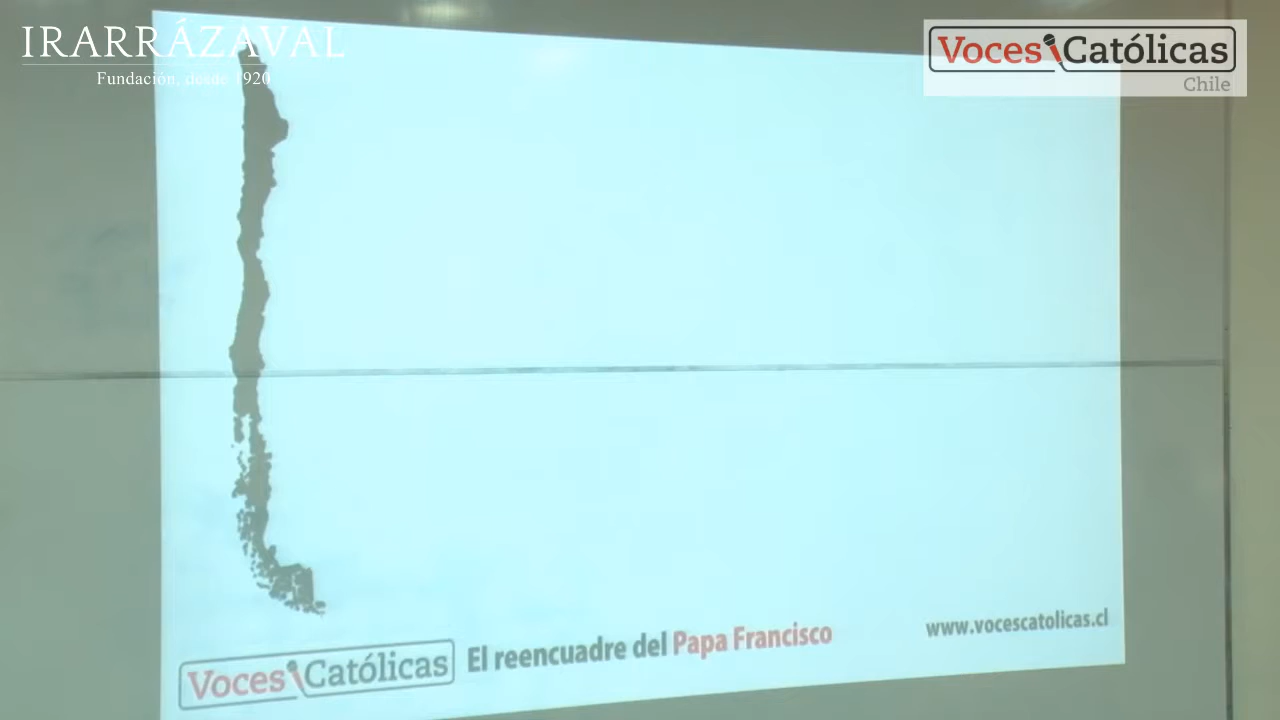 IRARRÁZAVAL
Fundación, desde 1920
Voces Católicas
Chile
Voces Católicas El reencuadre del Papa Francisco
www.vocescatolicas.cl